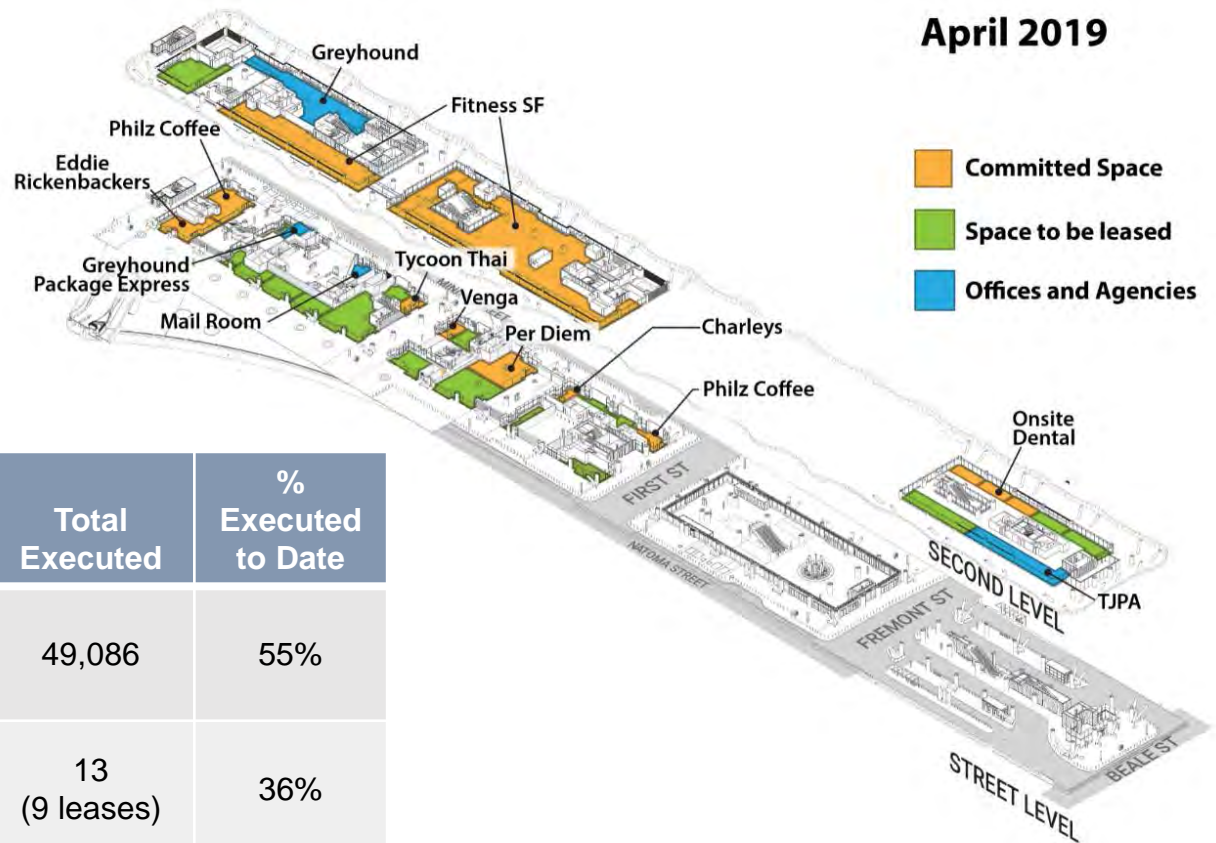 April 2019
Greyhound
Fitness SF
Philz Coffee
Eddie
Rickenbackers
Committed Space
Space to be leased
Offices and Agencies
Greyhound
Package Express
Mail Room
Tycoon Thai
Venga
Per Diem
Charleys
Philz Coffee
Onsite
Dental
TJPA
FIRST ST
NATOMA STREET
FREMONT ST
SECOND LEVEL
STREET LEVEL
BEALE ST
Total
Executed
%
Executed
to Date
49,086
55%
13
(9 leases)
36%